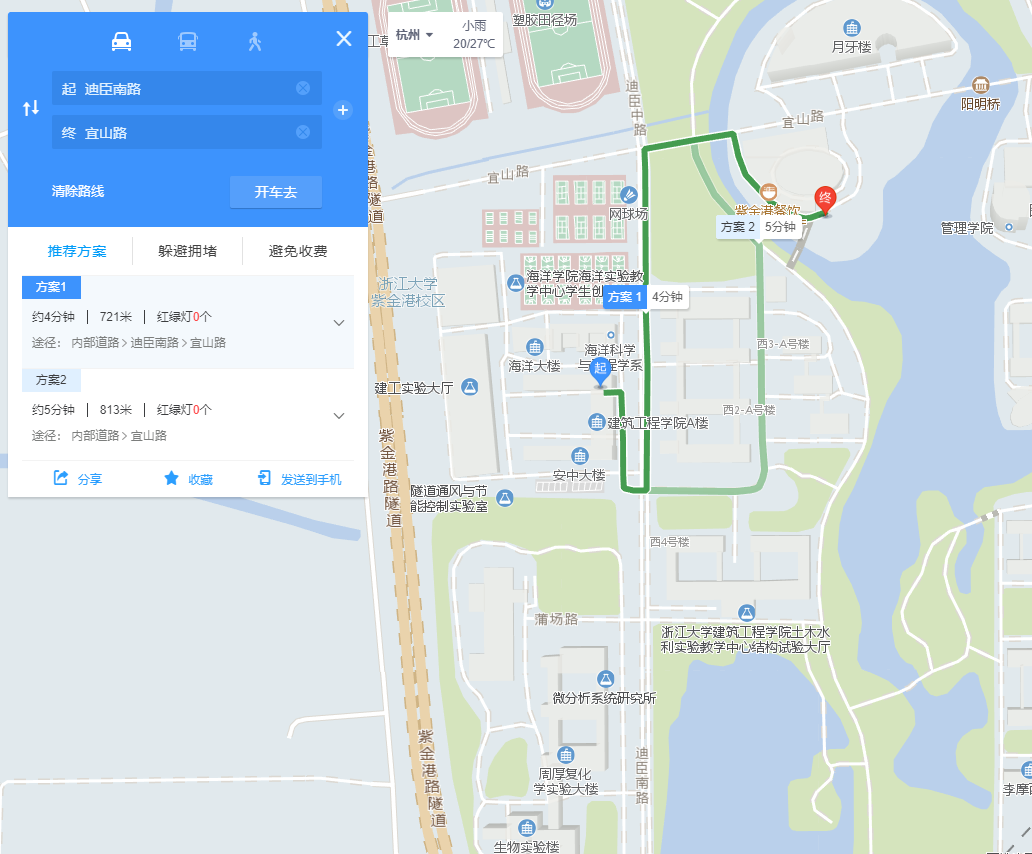 起 迪臣南路
终 宜山路
清除路线
开车去
推荐方案
躲避拥堵
避免收费
方案1
约4分钟 | 721米 | 红绿灯0个
途径： 内部道路 > 迪臣南路 > 宜山路
方案2
约5分钟 | 813米 | 红绿灯0个
途径： 内部道路 > 宜山路
分享
收藏
发送到手机
杭州
小雨
20/27℃
塑胶田径场
月牙楼
阳明桥
迪臣中路
宜山路
宜山路
网球场
紫金港餐饮
终
方案 2 5分钟
管理学院
浙江大学
紫金港校区
海洋学院海洋实验教
学中心学生创
方案 1 4分钟
海洋科学
与工程学系
海洋大楼
起
西3-A号楼
建工实验大厅
西2-A号楼
建筑工程学院A楼
安中大楼
隧道通风与节
能控制实验室
紫金港路隧道
西4号楼
蒲场路
浙江大学建筑工程学院土木水
利实验教学中心结构试验大厅
微分析系统研究所
迪臣南路
紫金港路隧道
周厚复化
学实验大楼
生物实验楼